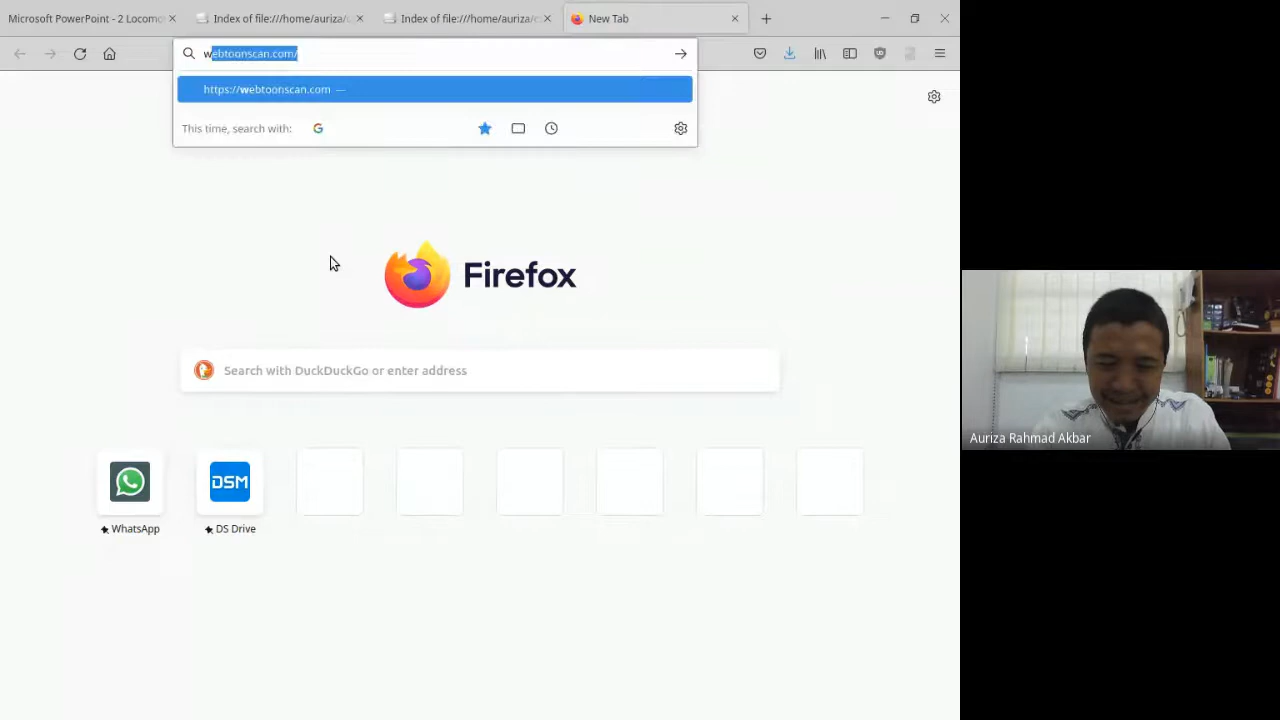 Microsoft PowerPoint - 2 Locomo
Index of file:///home/auriza/
Index of file:///home/auriza/
New Tab
webtoonscan.com/
https://webtoonscan.com —
This time, search with:
Firefox
Search with DuckDuckGo or enter address
DSM
WhatsApp
DS Drive
Auriza Rahmad Akbar